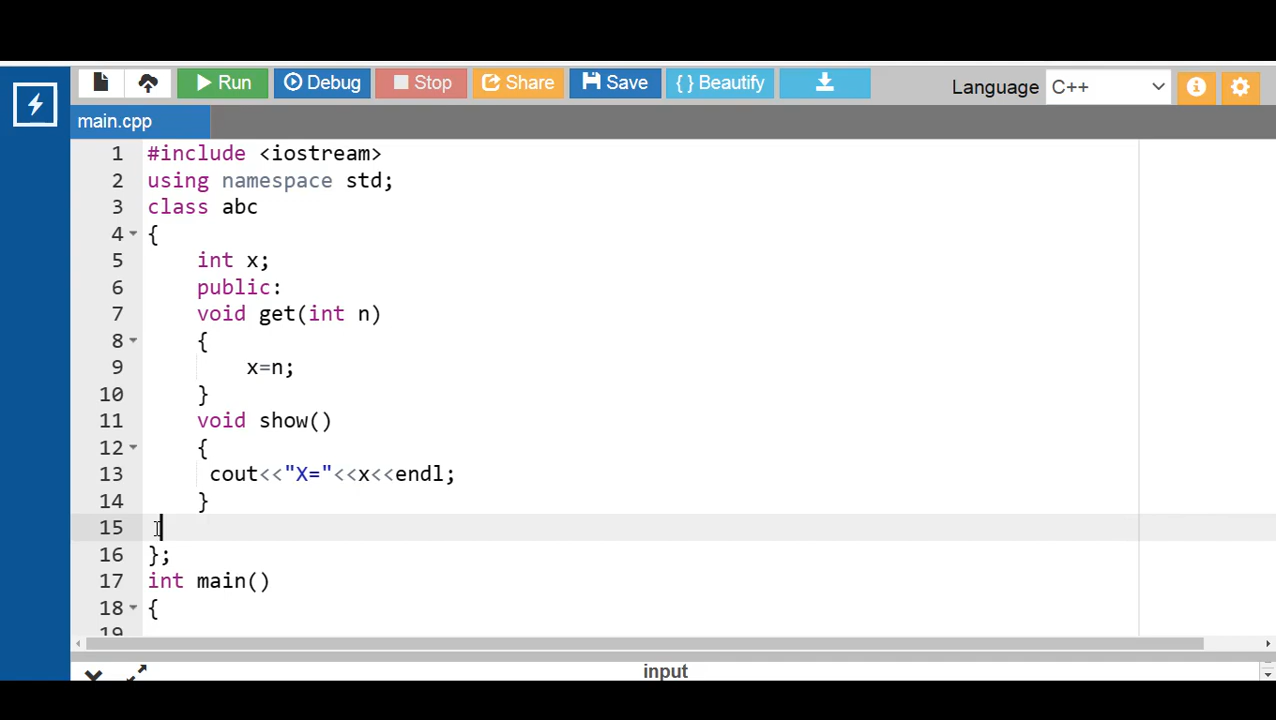 Run Debug Stop Share Save { } Beautify Language C++
main.cpp
1 #include <iostream>
2 using namespace std;
3 class abc
4 {
5 int x;
6 public:
7 void get(int n)
8 {
9 x=n;
10 }
11 void show()
12 {
13 cout<<"X="<<x<<endl;
14 }
15
16 };
17 int main()
18 {
19
input